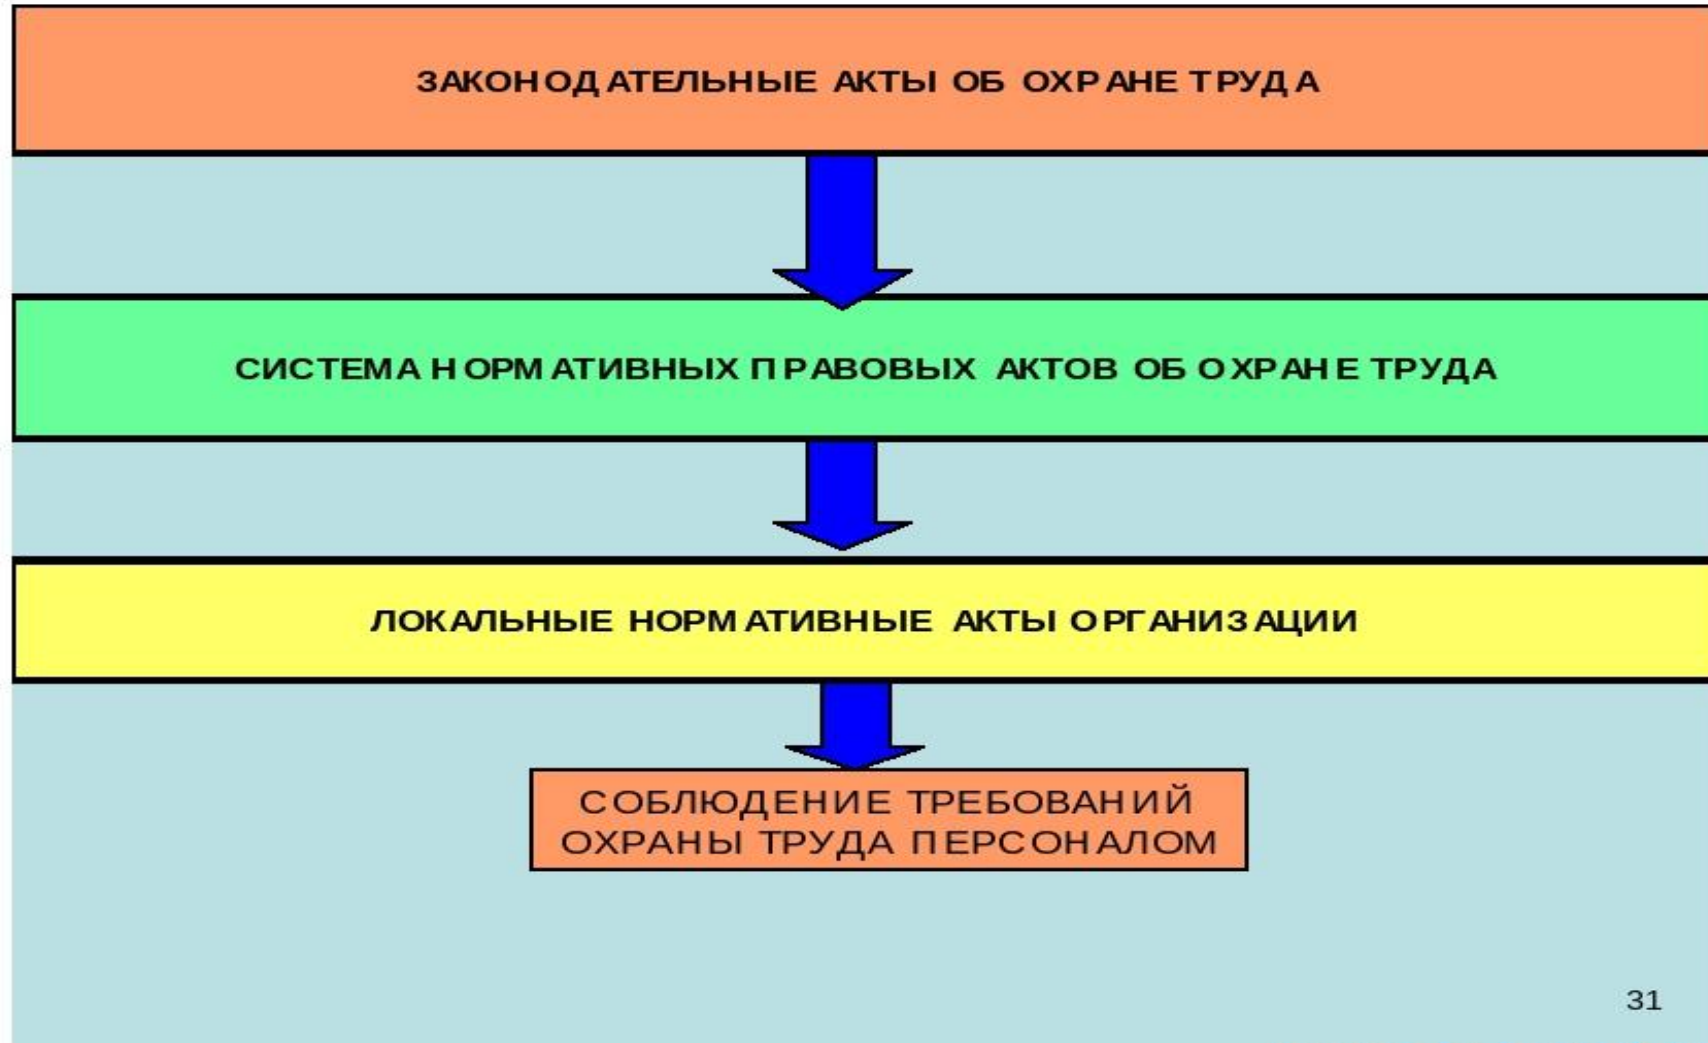 ЗАКОНОДАТЕЛЬНЫЕ АКТЫ ОБ ОХРАНЕ ТРУДА
СИСТЕМА НОРМАТИВНЫХ ПРАВОВЫХ АКТОВ ОБ ОХРАНЕ ТРУДА
ЛОКАЛЬНЫЕ НОРМАТИВНЫЕ АКТЫ ОРГАНИЗАЦИИ
СОБЛЮДЕНИЕ ТРЕБОВАНИЙ
ОХРАНЫ ТРУДА ПЕРСОНАЛОМ
31